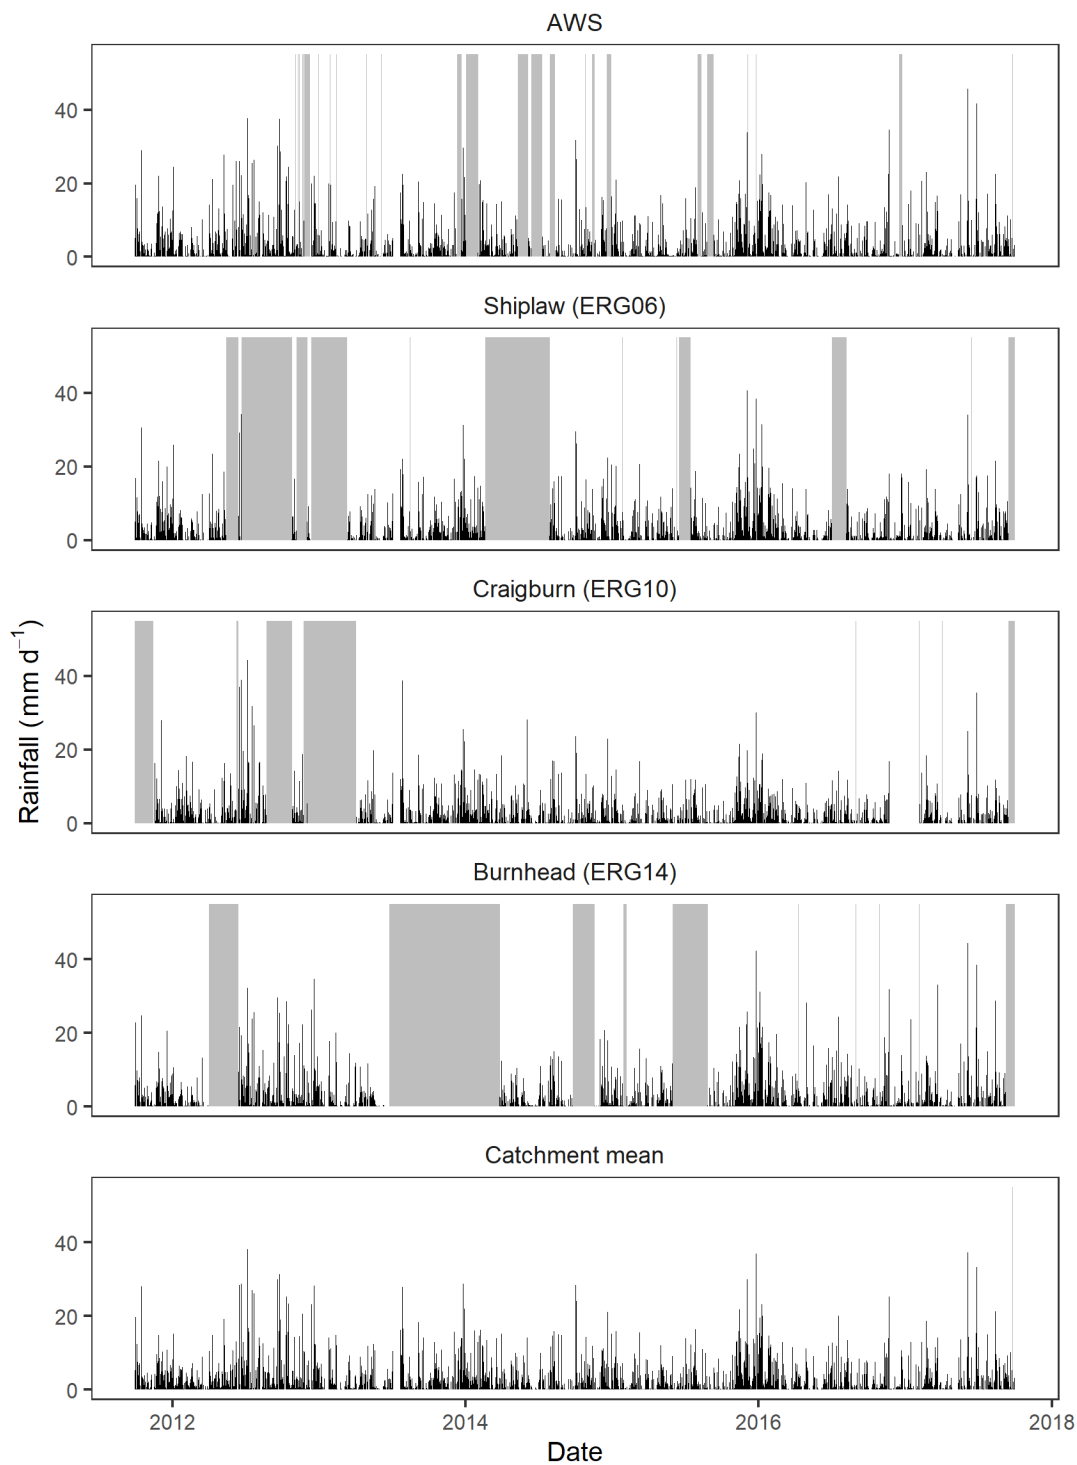 AWS
40
20
0
Shiplaw (ERG06)
40
20
0
Craigburn (ERG10)
40
20
0
Burnhead (ERG14)
40
20
0
Catchment mean
40
20
0
Rainfall (mm d⁻¹)
2012 2014 2016 2018
Date